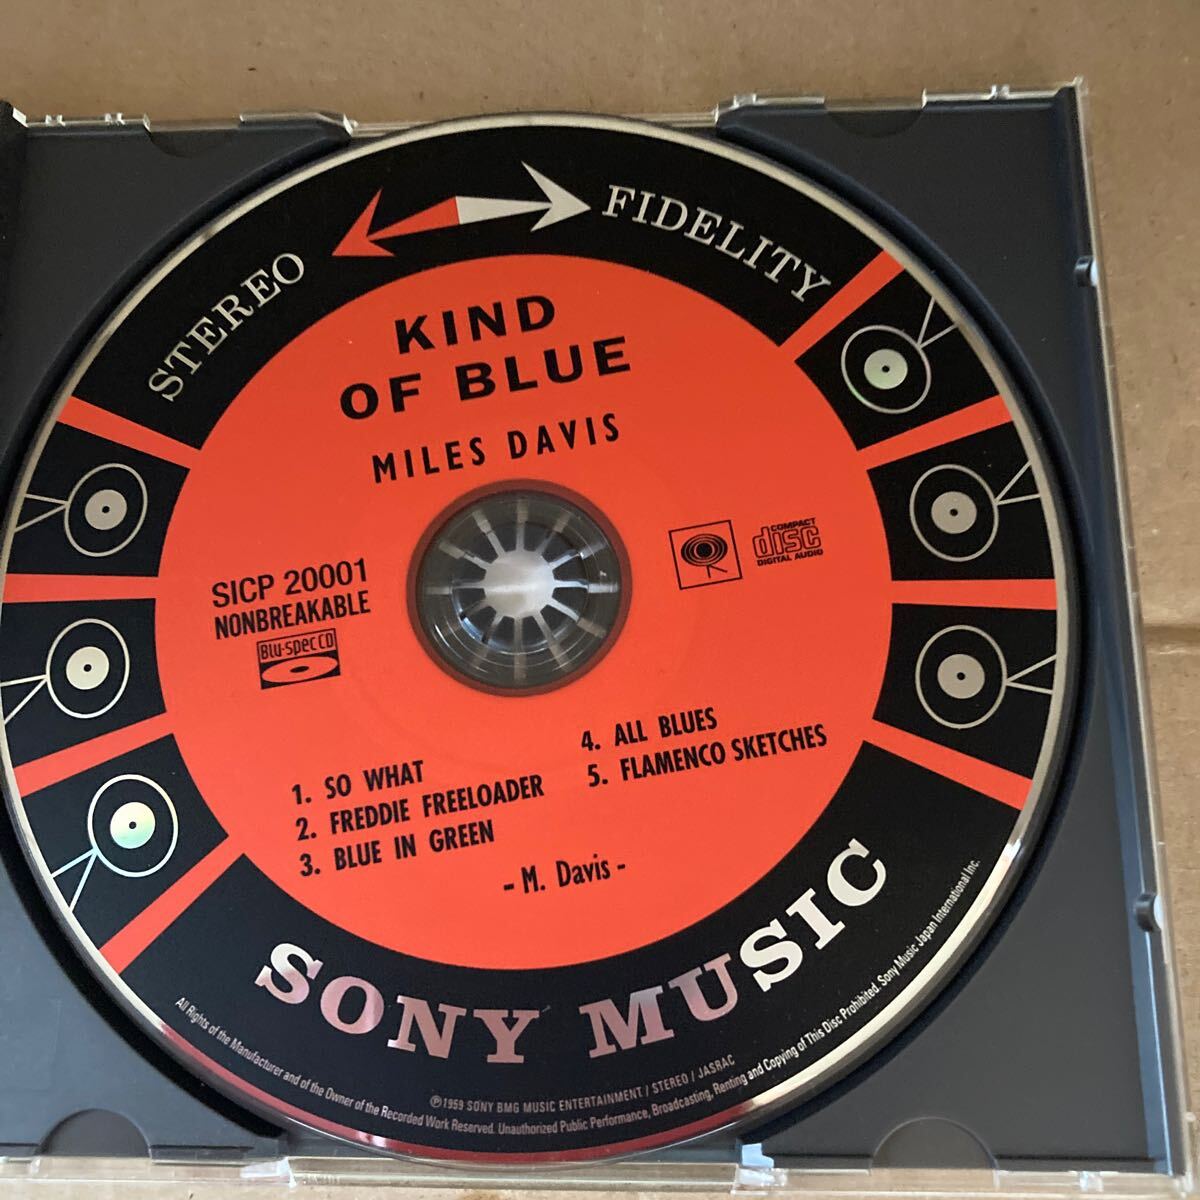 STEREO FIDELITY
KIND
OF BLUE
MILES DAVIS
SICP 20001
NONBREAKABLE
Blu-specCD
COMPACT
disc
DIGITAL AUDIO
1. SO WHAT
2. FREDDIE FREELOADER
3. BLUE IN GREEN
4. ALL BLUES
5. FLAMENCO SKETCHES
- M. Davis -
SONY MUSIC
℗1959 SONY BMG MUSIC ENTERTAINMENT / STEREO / JASRAC
All Rights of the Manufacturer and of the Owner of the Recorded Work Reserved. Unauthorized Public Performance, Broadcasting, Renting and Copying of This Disc Prohibited. Sony Music Japan International Inc.